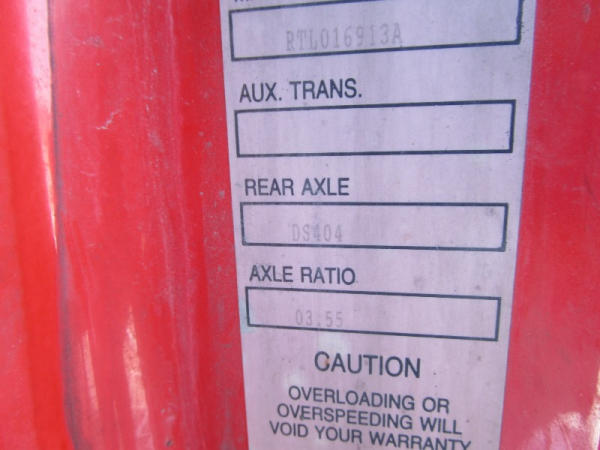 RTL016913A
AUX. TRANS.
REAR AXLE
DS404
AXLE RATIO
03.55
CAUTION
OVERLOADING OR
OVERSPEEDING WILL
VOID YOUR WARRANTY